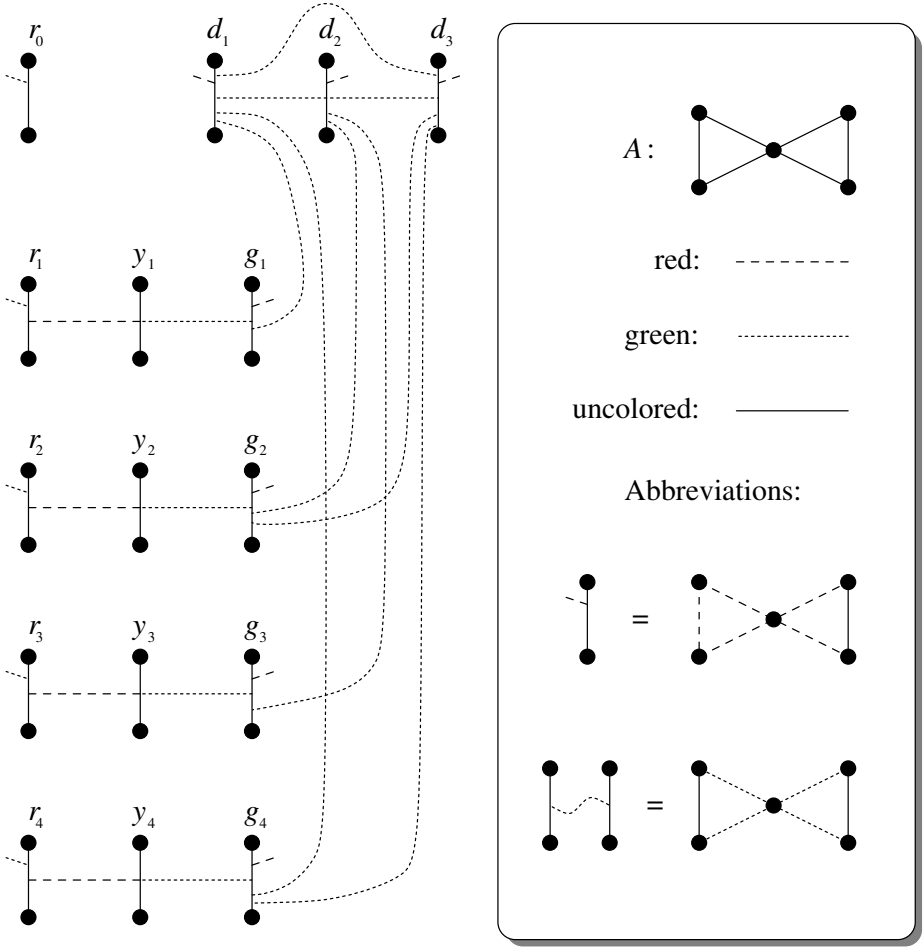 r₀ d₁ d₂ d₃
r₁ y₁ g₁
r₂ y₂ g₂
r₃ y₃ g₃
r₄ y₄ g₄
A:
red:
green:
uncolored:
Abbreviations:
=
=